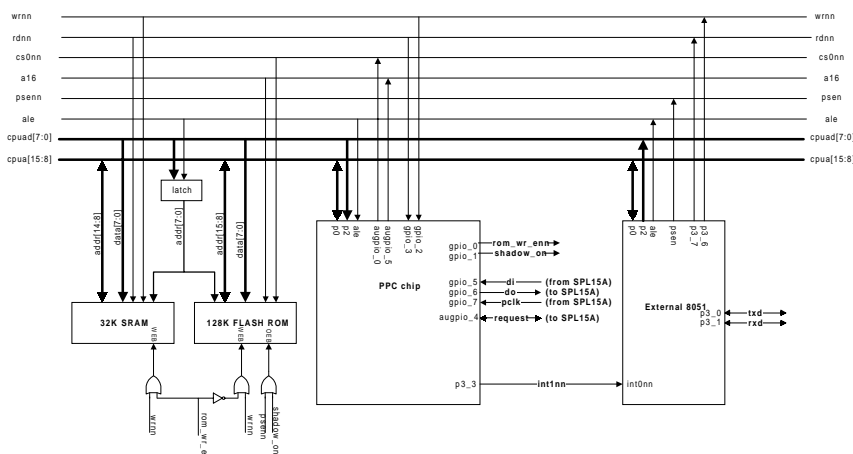 wrnn wrnn
rdnn rdnn
cs0nn cs0nn
a16 a16
psenn psen
ale ale
cpuad[7:0] cpuad[7:0]
cpua[15:8] cpua[15:8]
latch
addr[14:8]
data[7:0]
addr[7:0]
addr[15:8]
data[7:0]
p0
p2
ale
augpio_0
augpio_5
gpio_3
gpio_2
p0
p2
ale
psen
p3_7
p3_6
gpio_0 rom_wr_enn
gpio_1 shadow_on
PPC chip
gpio_5 di (from SPL15A)
gpio_6 do (to SPL15A)
gpio_7 pclk (from SPL15A)
augpio_4 request (to SPL15A)
External 8051
p3_0 txd
p3_1 rxd
32K SRAM
128K FLASH ROM
WEB
WEB
OEB
p3_3 int1nn int0nn
wrnn
rom_wr_e
wrnn
psenn
shadow_on